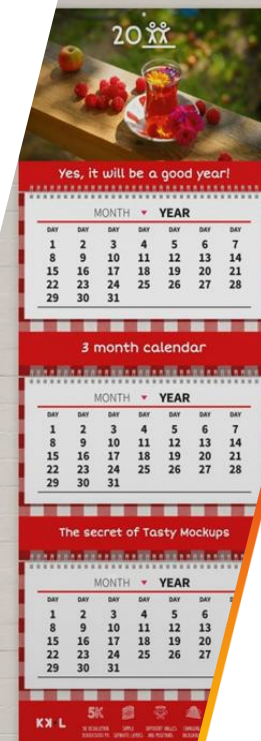 20
Yes, it will be a good year!
MONTH YEAR
DAY DAY DAY DAY DAY DAY DAY
1 2 3 4 5 6 7
8 9 10 11 12 13 14
15 16 17 18 19 20 21
22 23 24 25 26 27 28
29 30 31
3 month calendar
MONTH YEAR
DAY DAY DAY DAY DAY DAY DAY
1 2 3 4 5 6 7
8 9 10 11 12 13 14
15 16 17 18 19 20 21
22 23 24 25 26 27 28
29 30 31
The secret of Tasty Mockups
MONTH YEAR
DAY DAY DAY DAY DAY DAY
1 2 3 4 5 6
8 9 10 11 12 13
15 16 17 18 19 20
22 23 24 25 26 27
29 30 31
5K